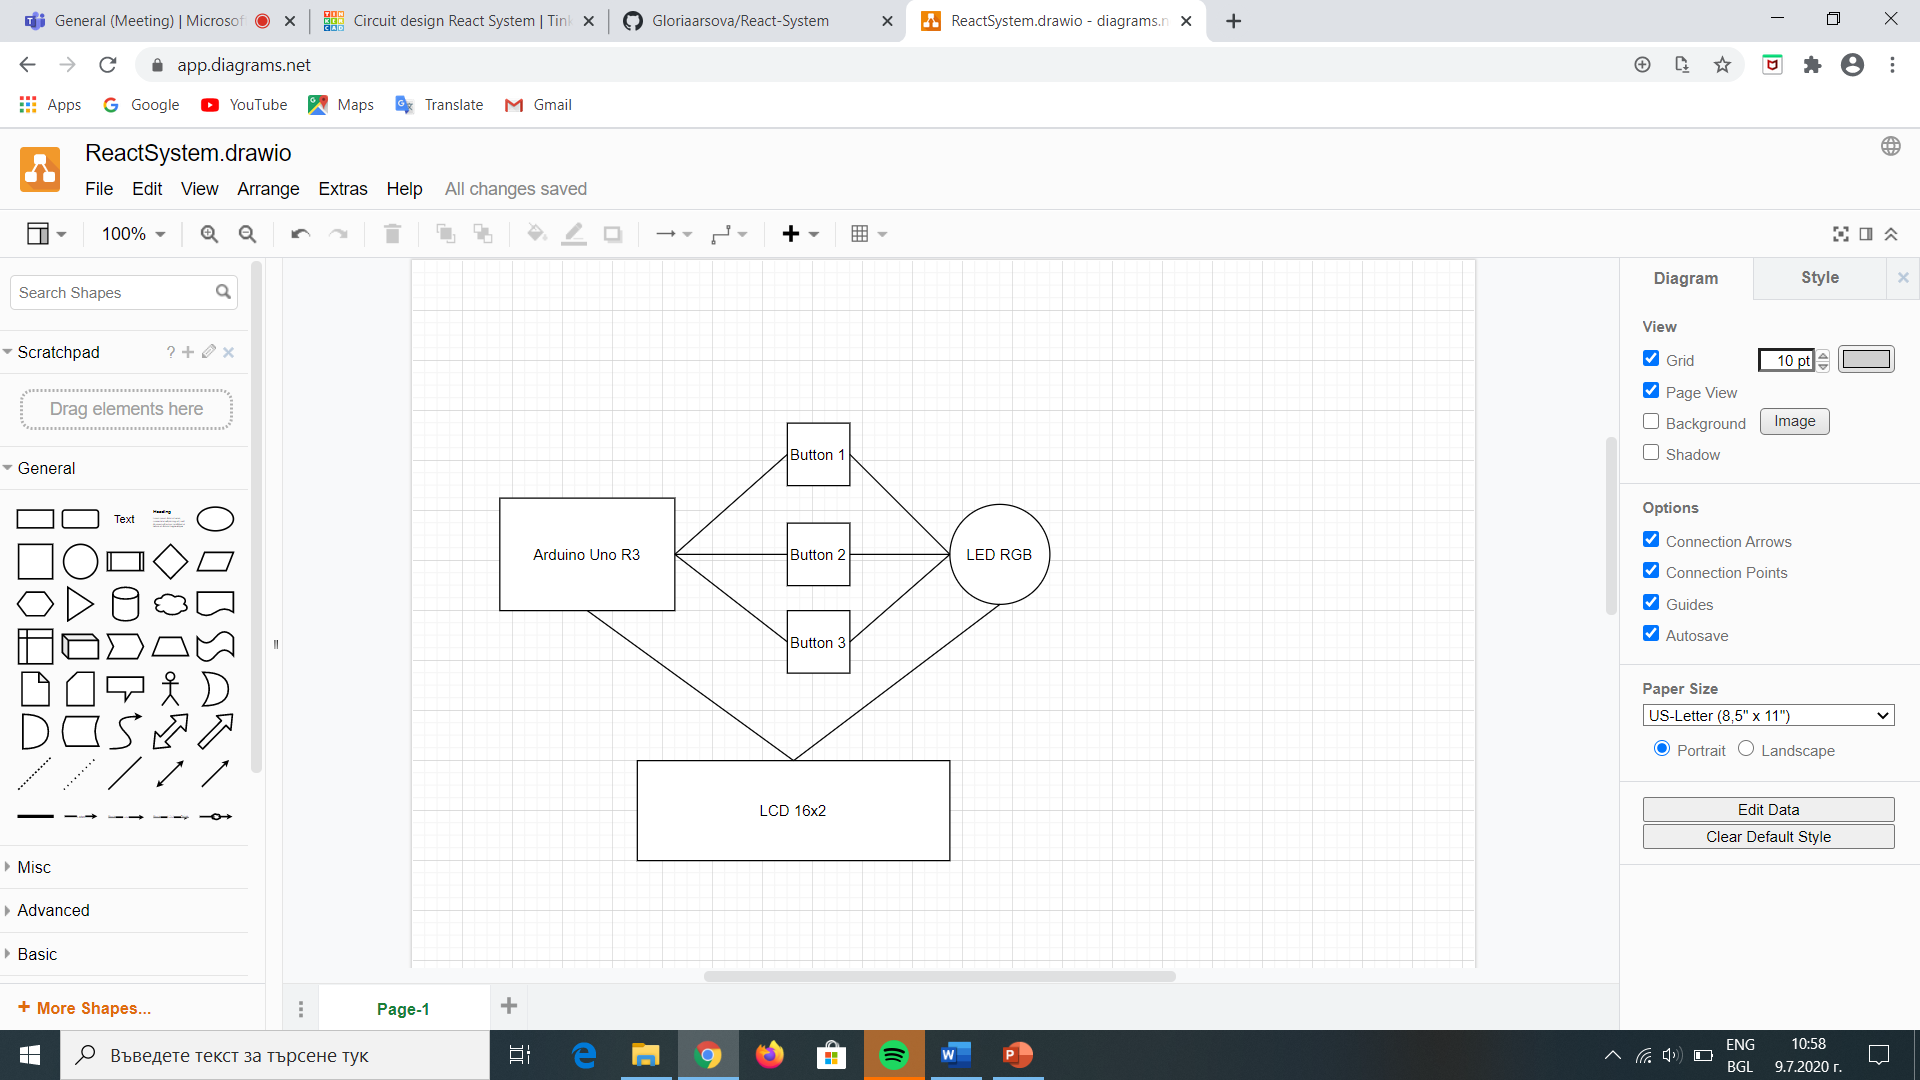 General (Meeting) | Microsof
Circuit design React System | Tin
Gloriaarsova/React-System
ReactSystem.drawio - diagrams.n
app.diagrams.net
Apps
Google
YouTube
Maps
Translate
Gmail
ReactSystem.drawio
File Edit View Arrange Extras Help All changes saved
100%
Search Shapes
Scratchpad
?
Drag elements here
General
Text
Heading
Misc
Advanced
Basic
+ More Shapes...
Button 1
Arduino Uno R3
Button 2
LED RGB
Button 3
LCD 16x2
Page-1
Diagram
Style
View
Grid
10 pt
Page View
Background
Image
Shadow
Options
Connection Arrows
Connection Points
Guides
Autosave
Paper Size
US-Letter (8,5" x 11")
Portrait
Landscape
Edit Data
Clear Default Style
Въведете текст за търсене тук
ENG
BGL
10:58
9.7.2020 г.